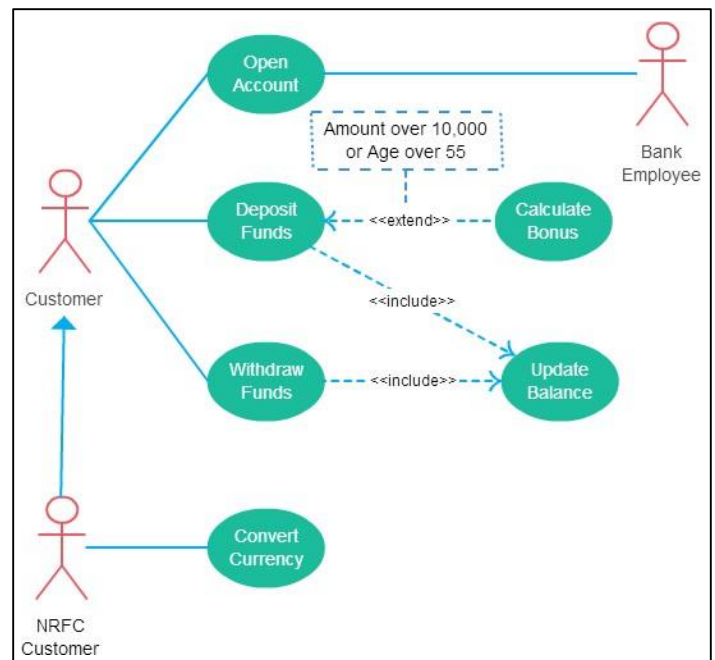 Open
Account
Amount over 10,000
or Age over 55
Bank
Employee
Deposit
Funds
<<extend>>
Calculate
Bonus
Customer
<<include>>
Withdraw
Funds
<<include>>
Update
Balance
Convert
Currency
NRFC
Customer